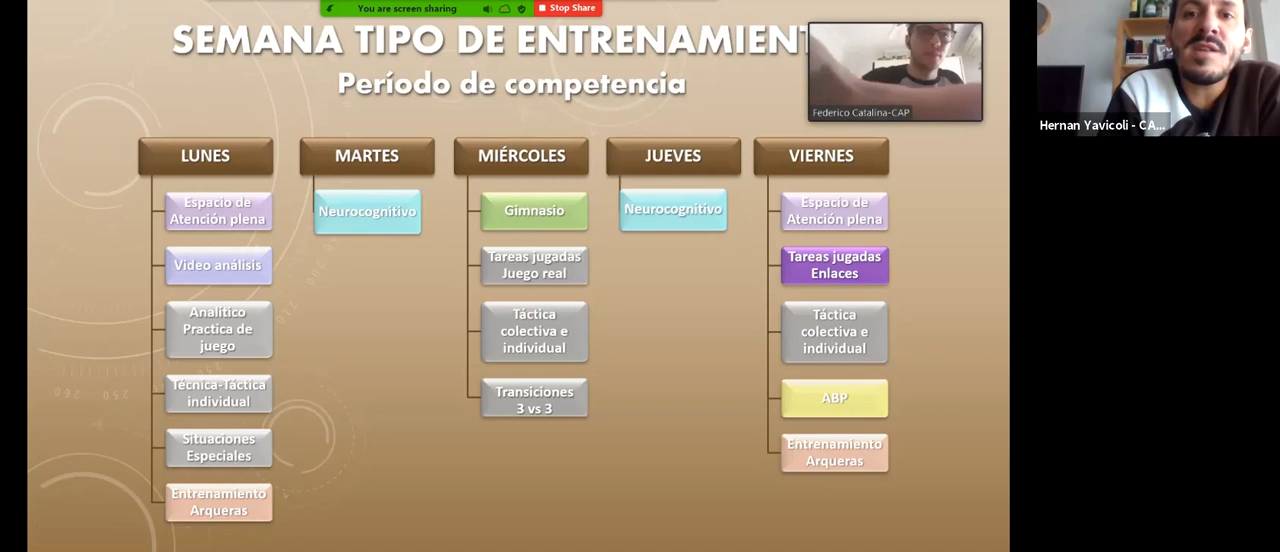 You are screen sharing
Stop Share
SEMANA TIPO DE ENTRENAMIENT
Período de competencia
Federico Catalina-CAP
Hernan Yavicoli - CA...
LUNES
Espacio de
Atención plena
Video análisis
Analítico
Practica de
juego
Técnica-Táctica
individual
Situaciones
Especiales
Entrenamiento
Arqueras
MARTES
Neurocognitivo
MIÉRCOLES
Gimnasio
Tareas jugadas
Juego real
Táctica
colectiva e
individual
Transiciones
3 vs 3
JUEVES
Neurocognitivo
VIERNES
Espacio de
Atención plena
Tareas jugadas
Enlaces
Táctica
colectiva e
individual
ABP
Entrenamiento
Arqueras